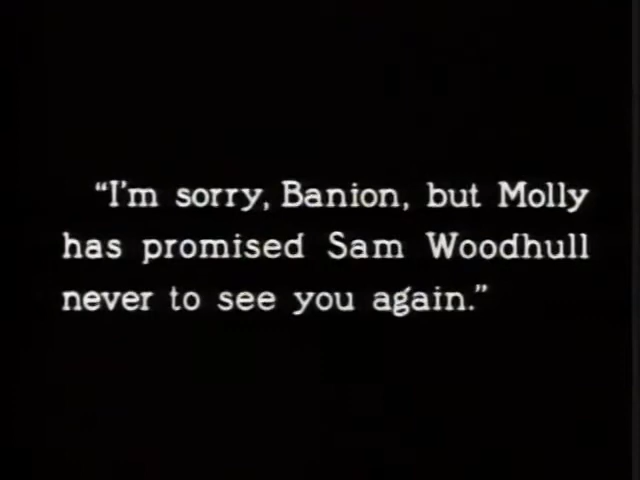 “I'm sorry, Banion, but Molly
has promised Sam Woodhull
never to see you again.”